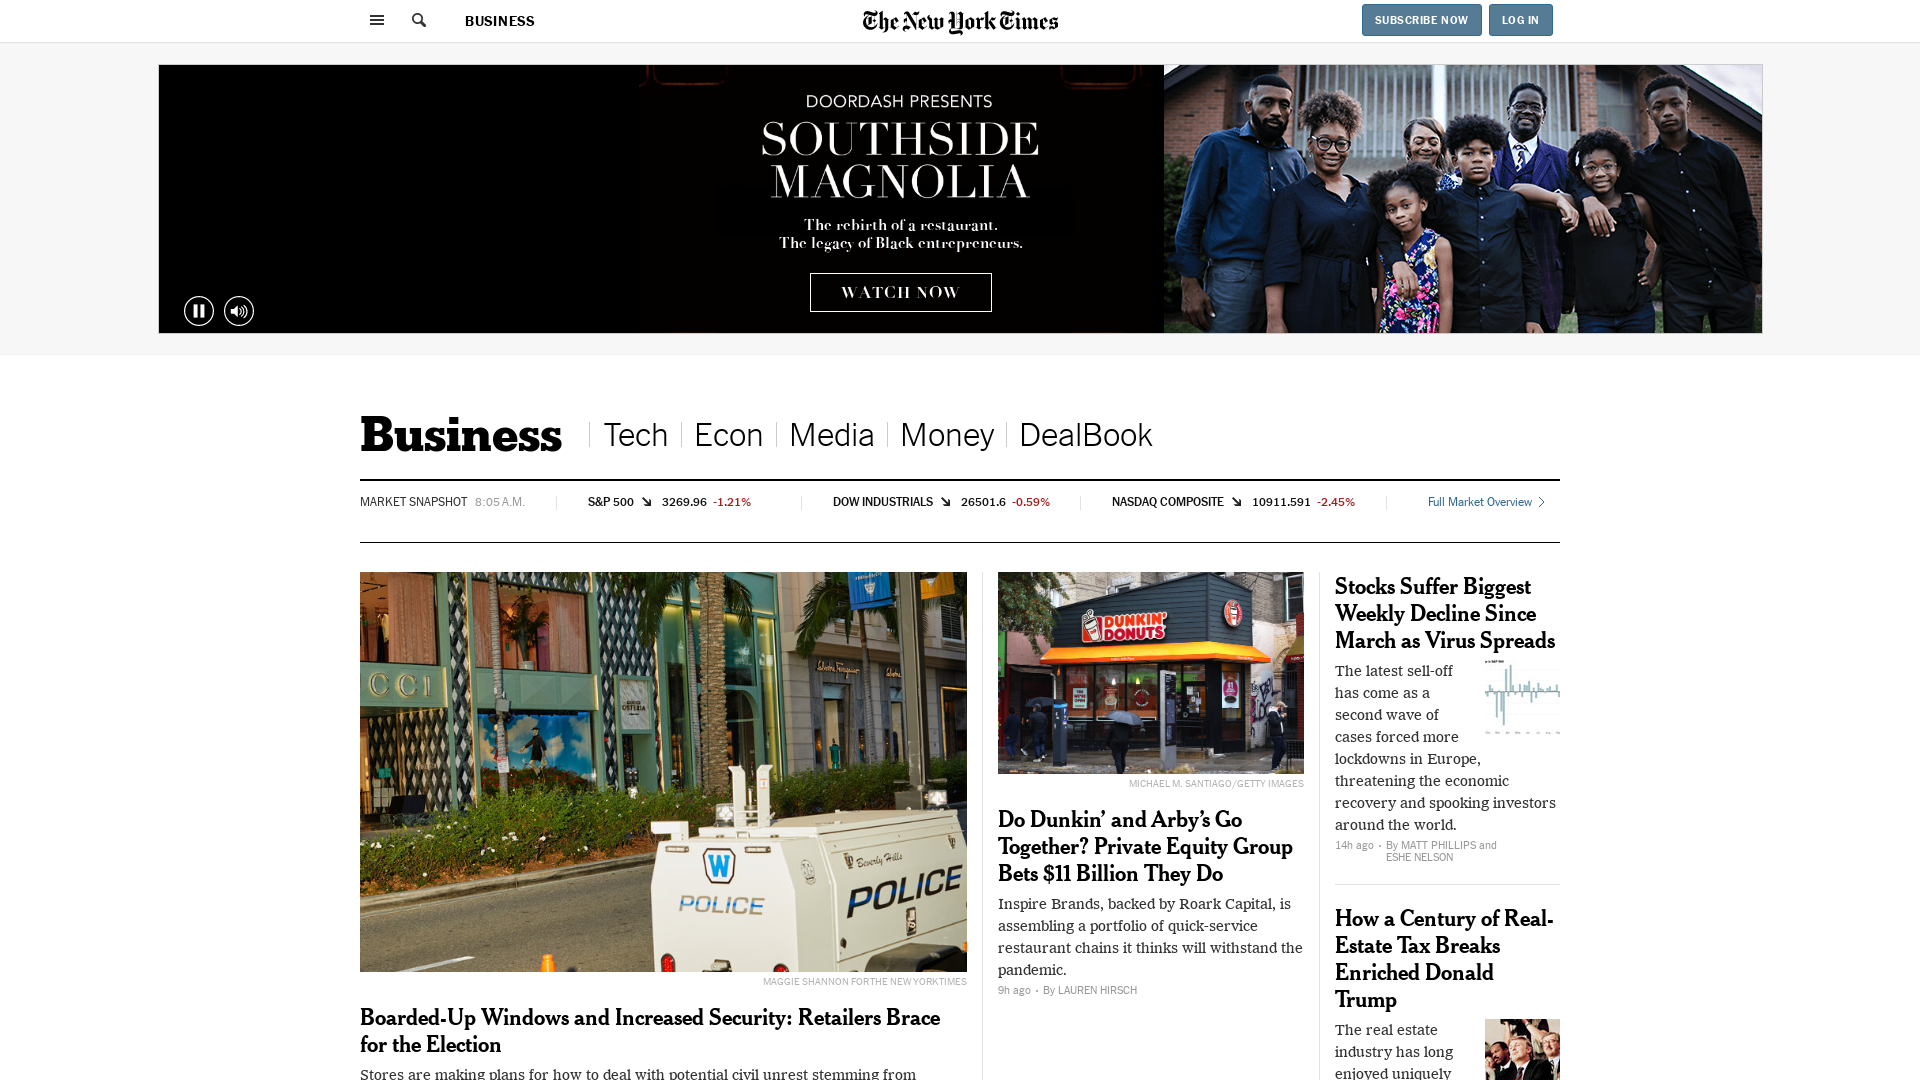 BUSINESS
The New York Times
SUBSCRIBE NOW
LOG IN
DOORDASH PRESENTS
SOUTHSIDE
MAGNOLIA
The rebirth of a restaurant.
The legacy of Black entrepreneurs.
WATCH NOW
Business
Tech
Econ
Media
Money
DealBook
MARKET SNAPSHOT 8:05 A.M.
S&P 500 3269.96 -1.21%
DOW INDUSTRIALS 26501.6 -0.59%
NASDAQ COMPOSITE 10911.591 -2.45%
Full Market Overview
CCI
Salvatore Ferragamo
OSTERIA
W
POLICE
Beverly Hills
POLICE
MAGGIE SHANNON FOR THE NEW YORK TIMES
Boarded-Up Windows and Increased Security: Retailers Brace
for the Election
Stores are making plans for how to deal with potential civil unrest stemming from
DUNKIN'
DONUTS
MICHAEL M. SANTIAGO/GETTY IMAGES
Do Dunkin’ and Arby’s Go
Together? Private Equity Group
Bets $11 Billion They Do
Inspire Brands, backed by Roark Capital, is
assembling a portfolio of quick-service
restaurant chains it thinks will withstand the
pandemic.
9h ago • By LAUREN HIRSCH
Stocks Suffer Biggest
Weekly Decline Since
March as Virus Spreads
The latest sell-off
has come as a
second wave of
cases forced more
lockdowns in Europe,
threatening the economic
recovery and spooking investors
around the world.
14h ago • By MATT PHILLIPS and
ESHE NELSON
How a Century of Real-
Estate Tax Breaks
Enriched Donald
Trump
The real estate
industry has long
enjoyed uniquely